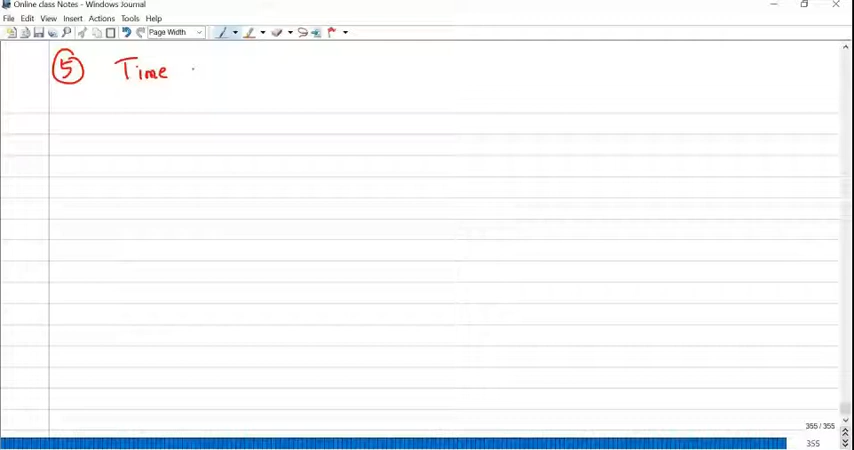 Online class Notes - Windows Journal
File Edit View Insert Actions Tools Help
Page Width
5 Time
355 / 355
355